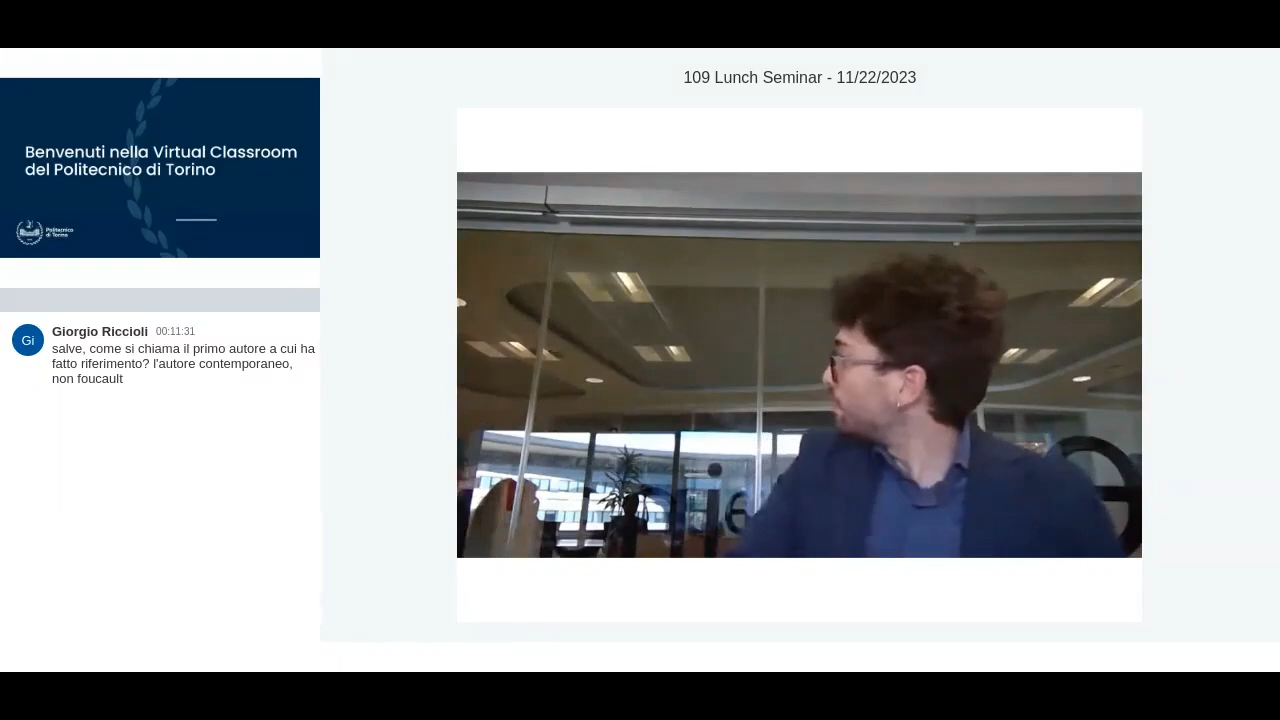 109 Lunch Seminar - 11/22/2023
Benvenuti nella Virtual Classroom
del Politecnico di Torino
Politecnico
di Torino
Gi
Giorgio Riccioli 00:11:31
salve, come si chiama il primo autore a cui ha
fatto riferimento? l'autore contemporaneo,
non foucault